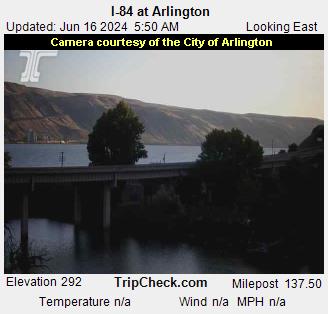 I-84 at Arlington
Updated: Jun 16 2024 5:50 AM Looking East
Camera courtesy of the City of Arlington
Elevation 292 TripCheck.com Milepost 137.50
Temperature n/a Wind n/a MPH n/a